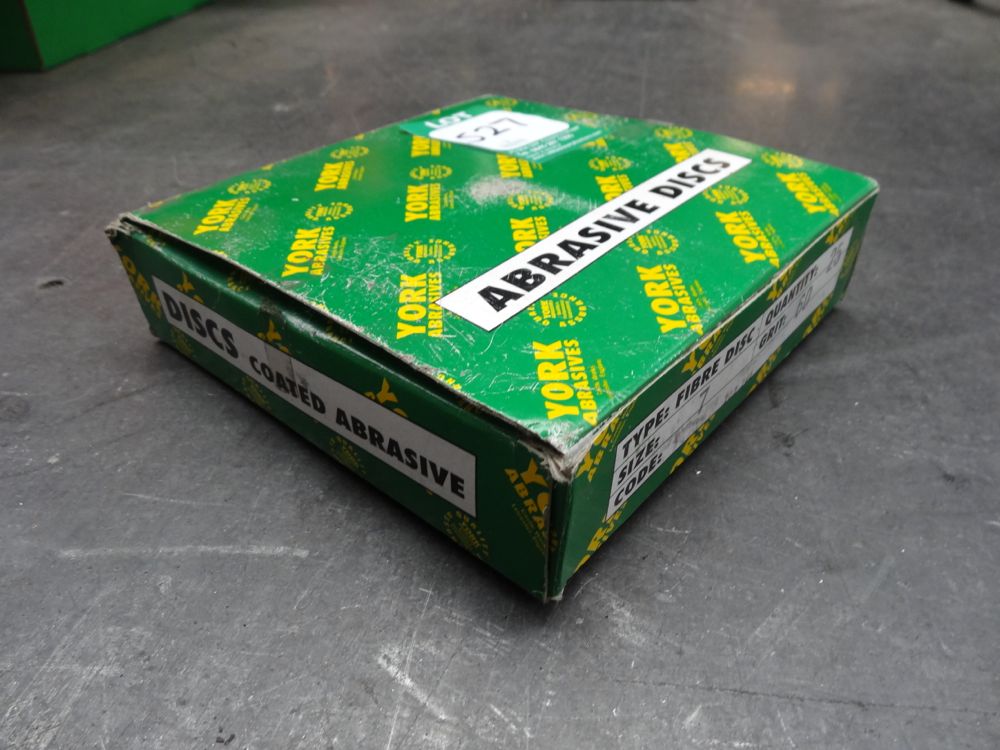 LOT
527
YORK ABRASIVES
ABRASIVE DISCS
DISCS COATED ABRASIVE
TYPE: FIBRE DISC QUANTITY: 25
SIZE: 7 GRIT: 60
CODE: